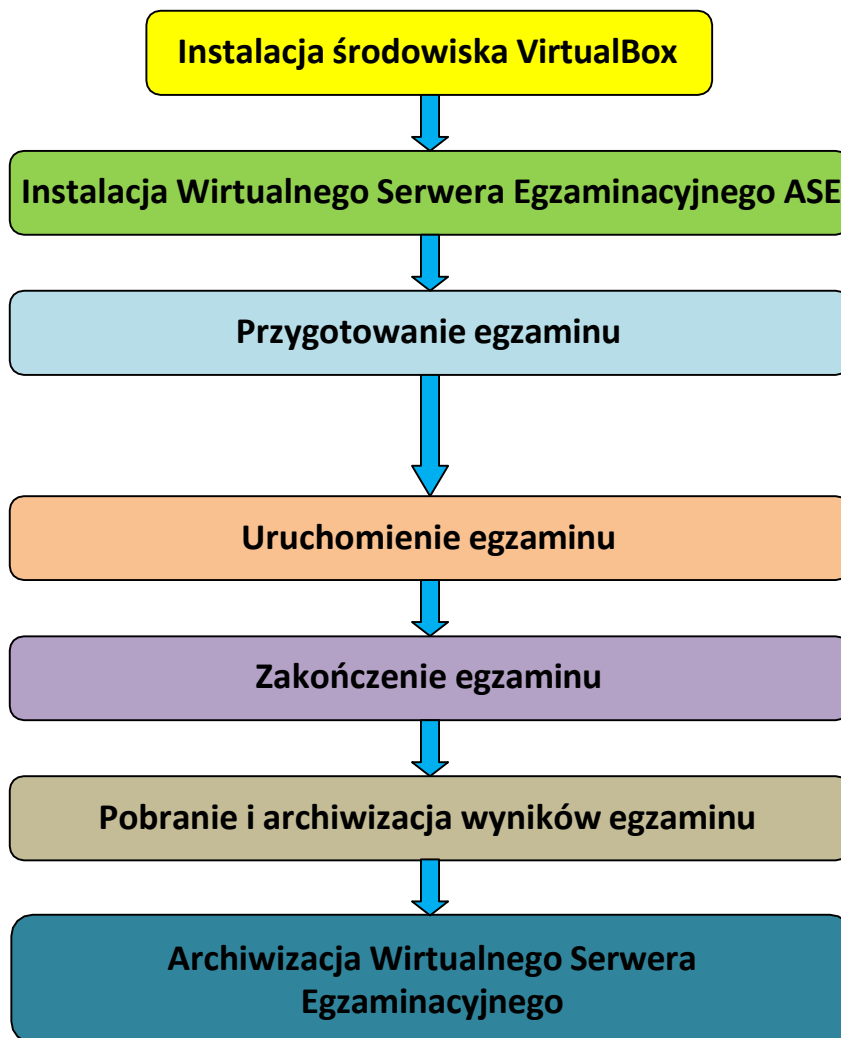 Instalacja środowiska VirtualBox
Instalacja Wirtualnego Serwera Egzaminacyjnego ASE
Przygotowanie egzaminu
Uruchomienie egzaminu
Zakończenie egzaminu
Pobranie i archiwizacja wyników egzaminu
Archiwizacja Wirtualnego Serwera
Egzaminacyjnego